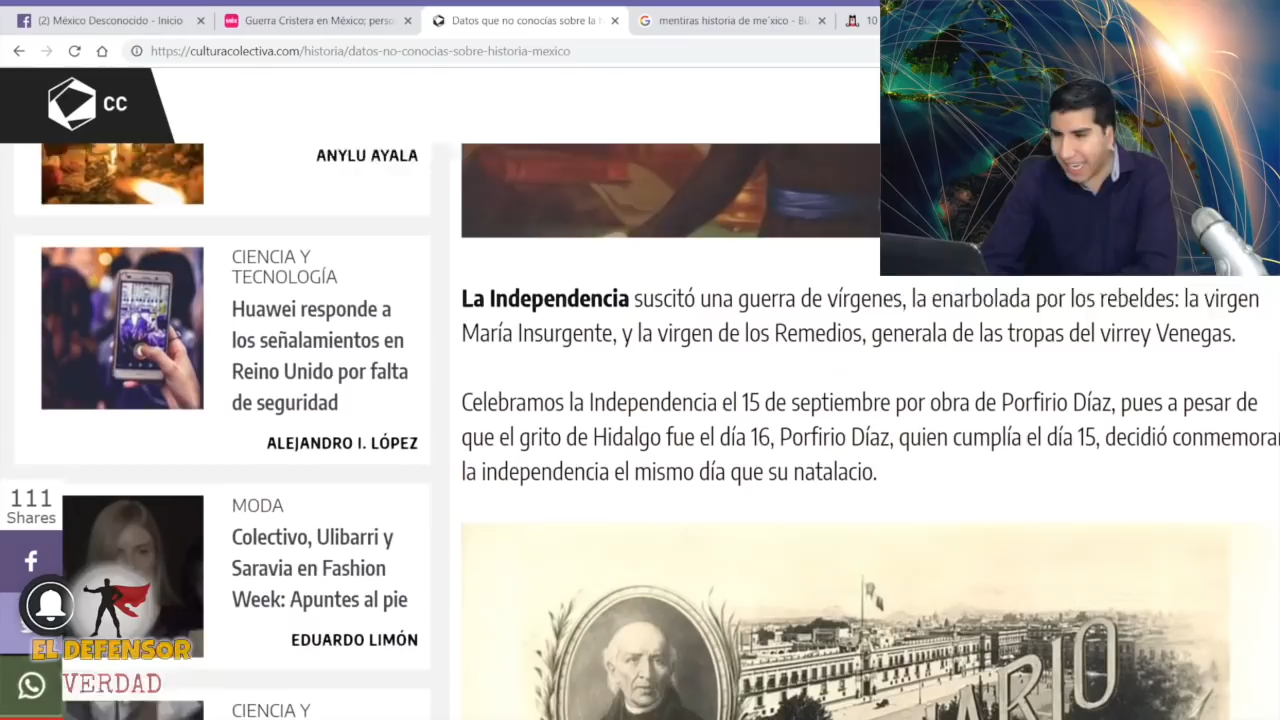 (2) México Desconocido - Inicio
Guerra Cristera en México; perso
Datos que no conocías sobre la h
mentiras historia de me´xico - Bu
10
https://culturacolectiva.com/historia/datos-no-conocias-sobre-historia-mexico
CC
ANYLU AYALA
CIENCIA Y
TECNOLOGÍA
Huawei responde a
los señalamientos en
Reino Unido por falta
de seguridad
ALEJANDRO I. LÓPEZ
MODA
Colectivo, Ulibarri y
Saravia en Fashion
Week: Apuntes al pie
EDUARDO LIMÓN
CIENCIA Y
111
Shares
EL DEFENSOR
VERDAD
La Independencia suscitó una guerra de vírgenes, la enarbolada por los rebeldes: la virgen
María Insurgente, y la virgen de los Remedios, generala de las tropas del virrey Venegas.
Celebramos la Independencia el 15 de septiembre por obra de Porfirio Díaz, pues a pesar de
que el grito de Hidalgo fue el día 16, Porfirio Díaz, quien cumplía el día 15, decidió conmemorar
la independencia el mismo día que su natalacio.
ARIO